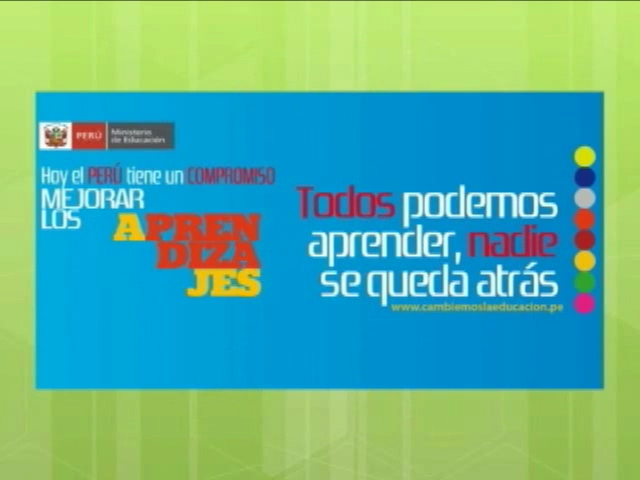 PERÚ
Ministerio
de Educación
Hoy el PERÚ tiene un COMPROMISO
MEJORAR
LOS
APREN
DIZA
JES
Todos podemos
aprender, nadie
se queda atrás
www.cambiemoslaeducacion.pe